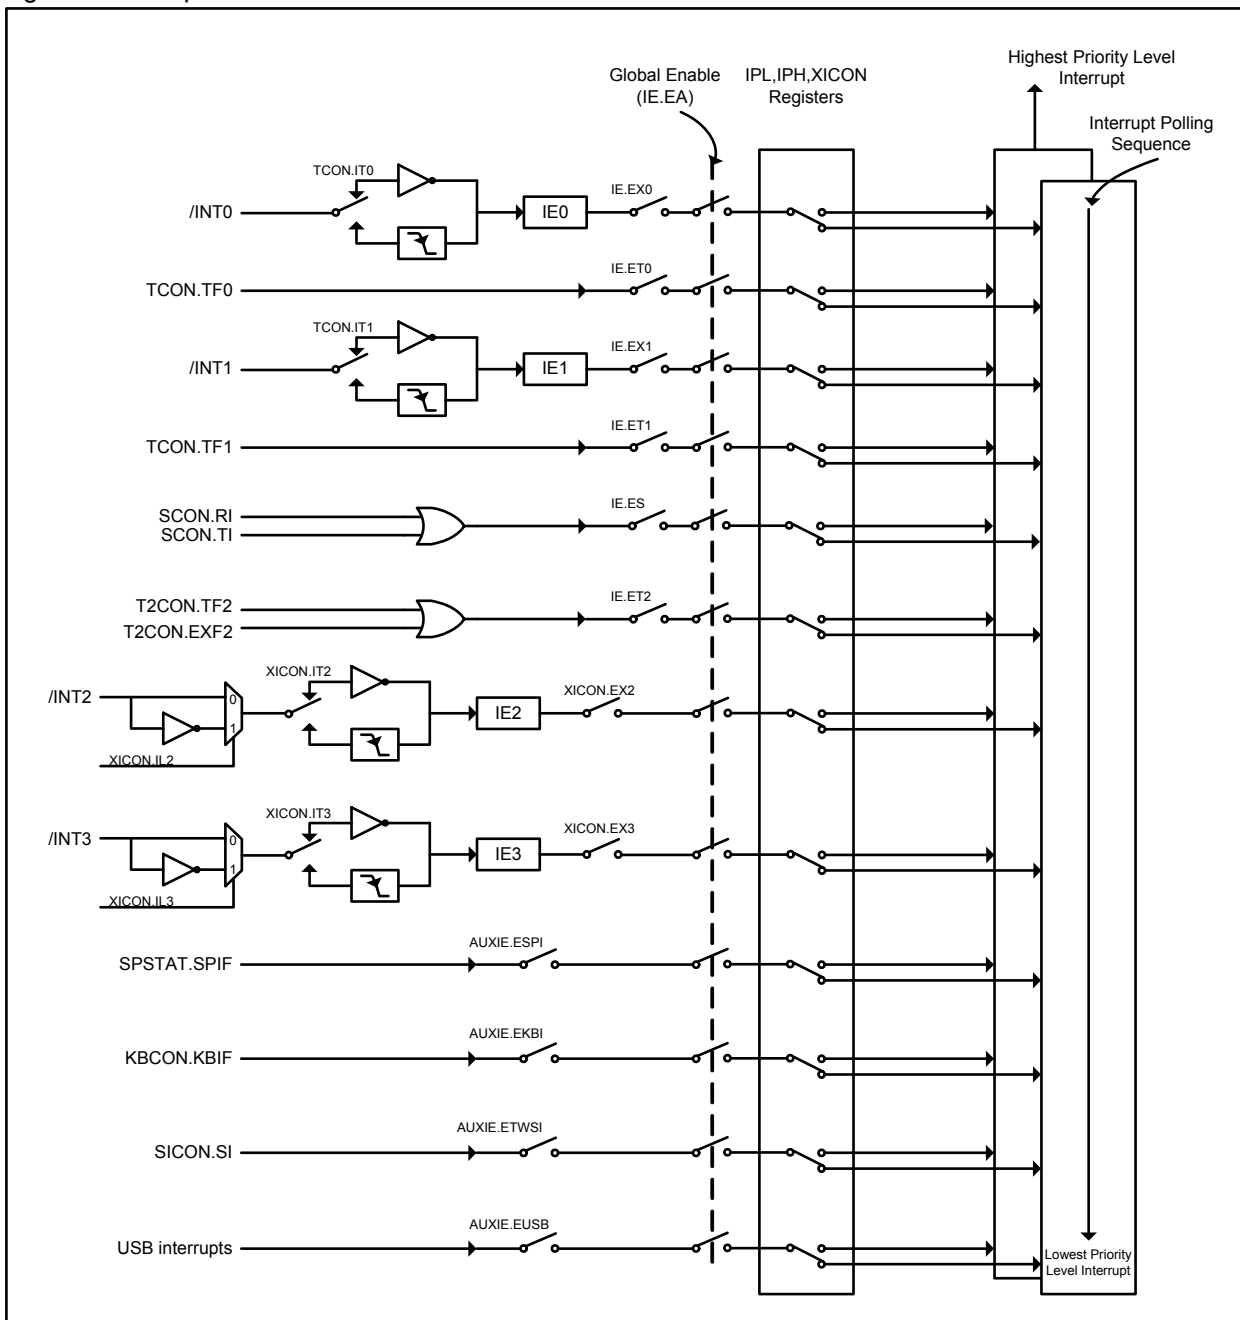 Highest Priority Level
Interrupt
Global Enable
(IE.EA)
IPL,IPH,XICON
Registers
Interrupt Polling
Sequence
TCON.IT0
/INT0
IE0
IE.EX0
TCON.TF0
IE.ET0
TCON.IT1
/INT1
IE1
IE.EX1
TCON.TF1
IE.ET1
SCON.RI
SCON.TI
IE.ES
T2CON.TF2
T2CON.EXF2
IE.ET2
/INT2
0
1
XICON.IL2
XICON.IT2
IE2
XICON.EX2
/INT3
0
1
XICON.IL3
XICON.IT3
IE3
XICON.EX3
SPSTAT.SPIF
AUXIE.ESPI
KBCON.KBIF
AUXIE.EKBI
SICON.SI
AUXIE.ETWSI
USB interrupts
AUXIE.EUSB
Lowest Priority
Level Interrupt